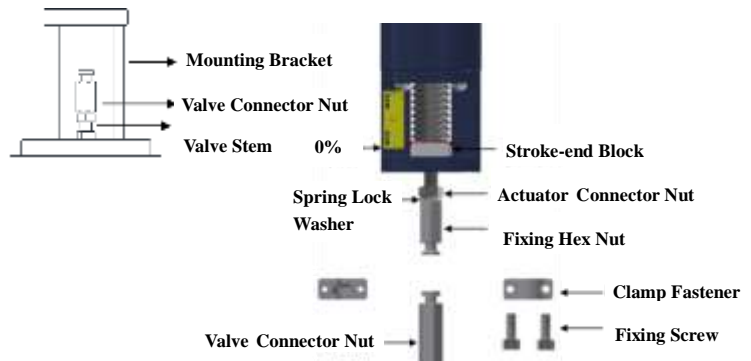 Mounting Bracket
Valve Connector Nut
Valve Stem
0%
Stroke-end Block
Spring Lock
Washer
Actuator Connector Nut
Fixing Hex Nut
Clamp Fastener
Valve Connector Nut
Fixing Screw